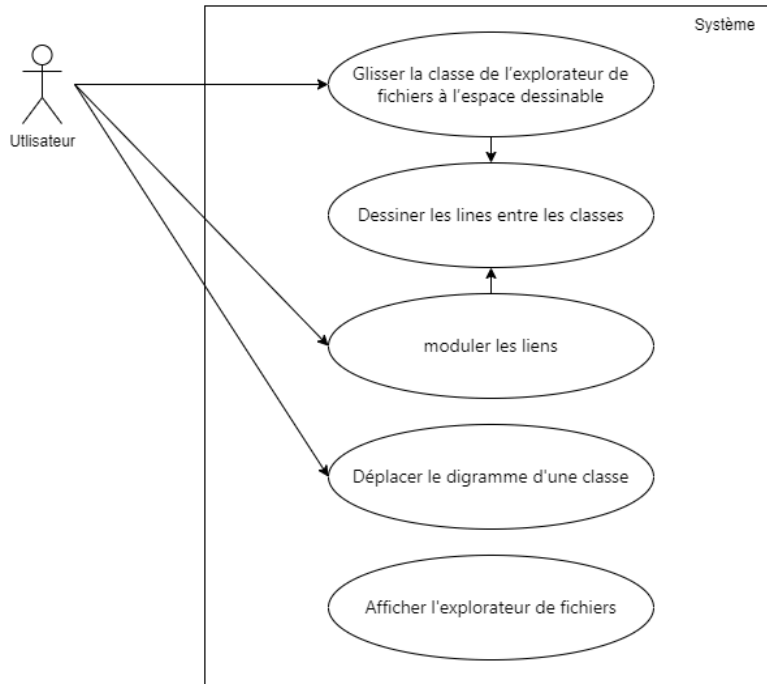 Système
Glisser la classe de l'explorateur de
fichiers à l'espace dessinable
Utlisateur
Dessiner les lines entre les classes
moduler les liens
Déplacer le digramme d'une classe
Afficher l'explorateur de fichiers